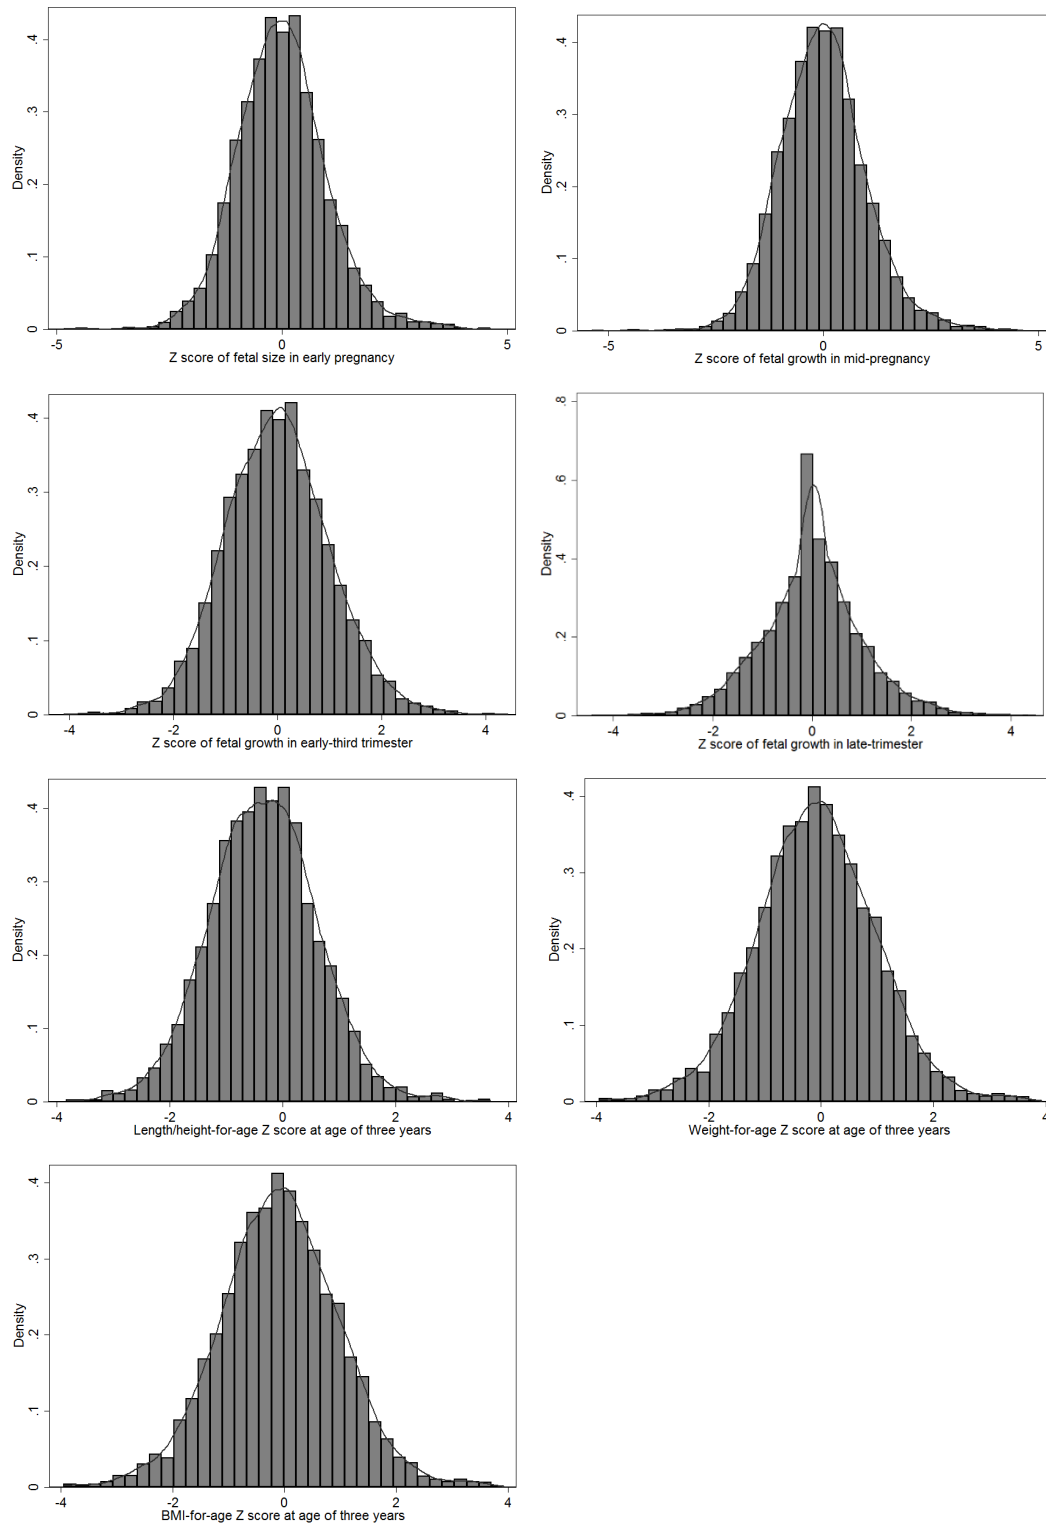 Density
0 .1 .2 .3 .4
-5 0 5
Z score of fetal size in early pregnancy
Density
0 .1 .2 .3 .4
-5 0 5
Z score of fetal growth in mid-pregnancy
Density
0 .1 .2 .3 .4
-4 -2 0 2 4
Z score of fetal growth in early-third trimester
Density
0 .2 .4 .6 .8
-4 -2 0 2 4
Z score of fetal growth in late-trimester
Density
0 .1 .2 .3 .4
-4 -2 0 2 4
Length/height-for-age Z score at age of three years
Density
0 .1 .2 .3 .4
-4 -2 0 2 4
Weight-for-age Z score at age of three years
Density
0 .1 .2 .3 .4
-4 -2 0 2 4
BMI-for-age Z score at age of three years